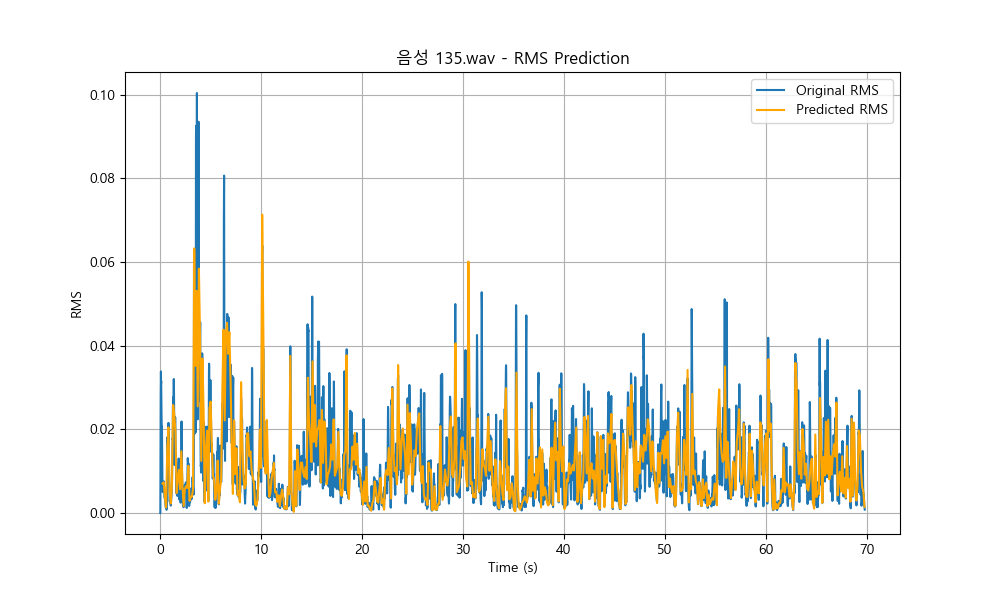 음성 135.wav - RMS Prediction
Original RMS
Predicted RMS
0.10
0.08
0.06
0.04
0.02
0.00
RMS
0 10 20 30 40 50 60 70
Time (s)